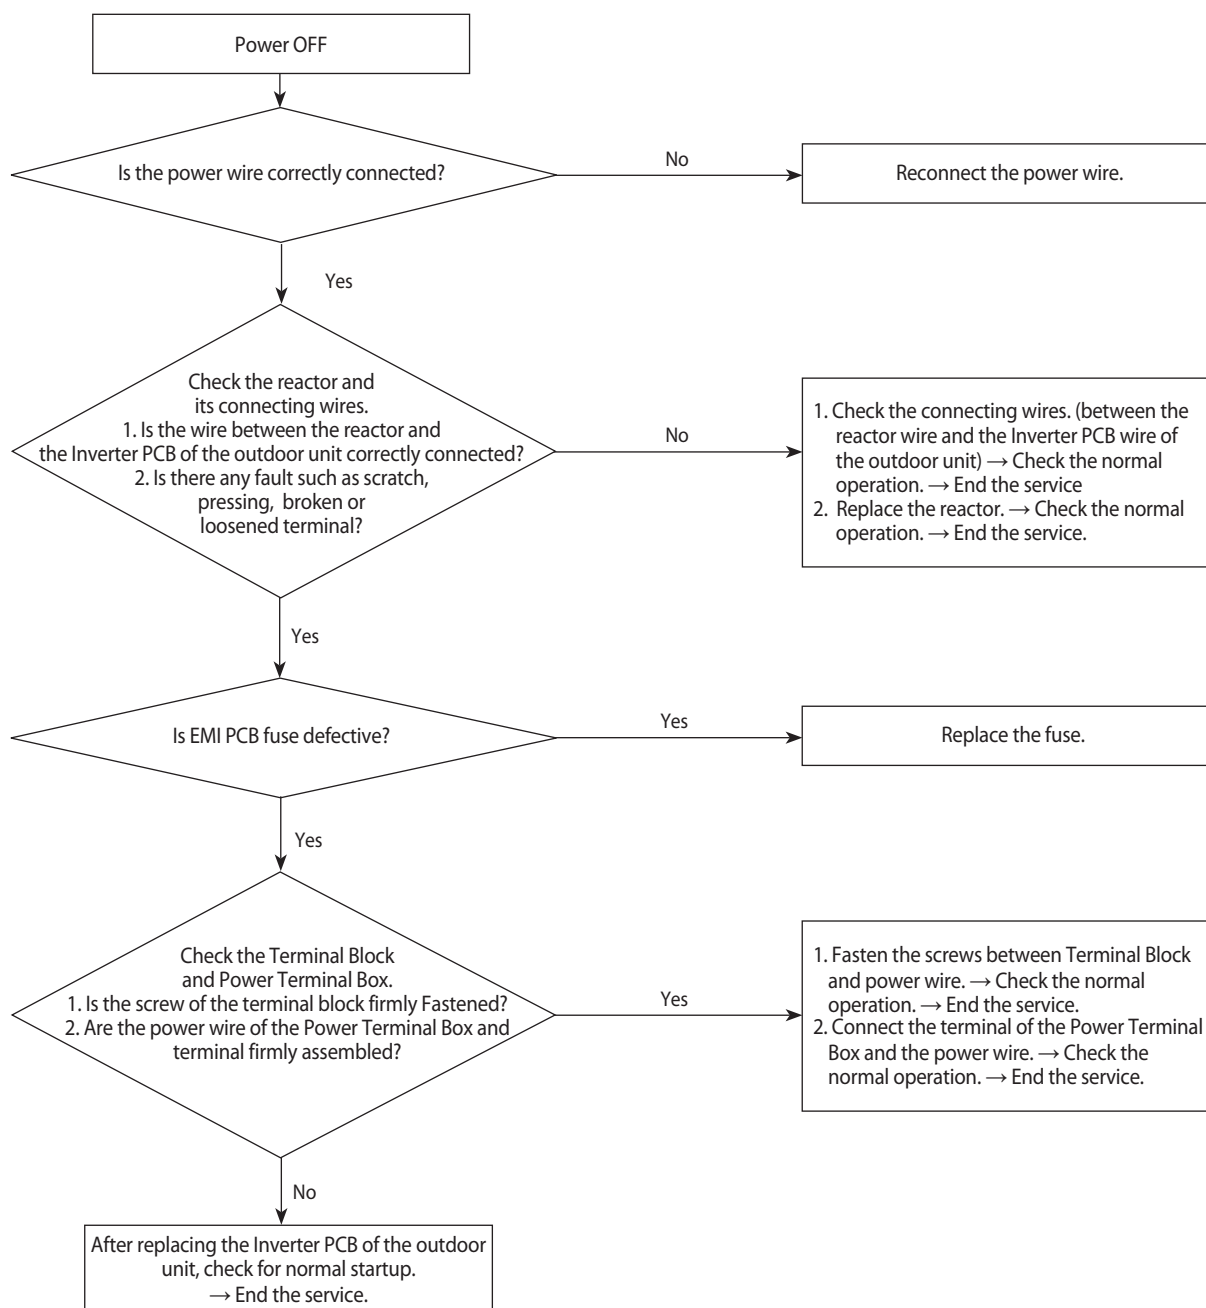 Power OFF
Is the power wire correctly connected?
No
Reconnect the power wire.
Yes
Check the reactor and
its connecting wires.
1. Is the wire between the reactor and
the Inverter PCB of the outdoor unit correctly connected?
2. Is there any fault such as scratch,
pressing, broken or
loosened terminal?
No
1. Check the connecting wires. (between the
reactor wire and the Inverter PCB wire of
the outdoor unit) → Check the normal
operation. → End the service
2. Replace the reactor. → Check the normal
operation. → End the service.
Yes
Is EMI PCB fuse defective?
Yes
Replace the fuse.
Yes
Check the Terminal Block
and Power Terminal Box.
1. Is the screw of the terminal block firmly Fastened?
2. Are the power wire of the Power Terminal Box and
terminal firmly assembled?
Yes
1. Fasten the screws between Terminal Block
and power wire. → Check the normal
operation. → End the service.
2. Connect the terminal of the Power Terminal
Box and the power wire. → Check the
normal operation. → End the service.
No
After replacing the Inverter PCB of the outdoor
unit, check for normal startup.
→ End the service.